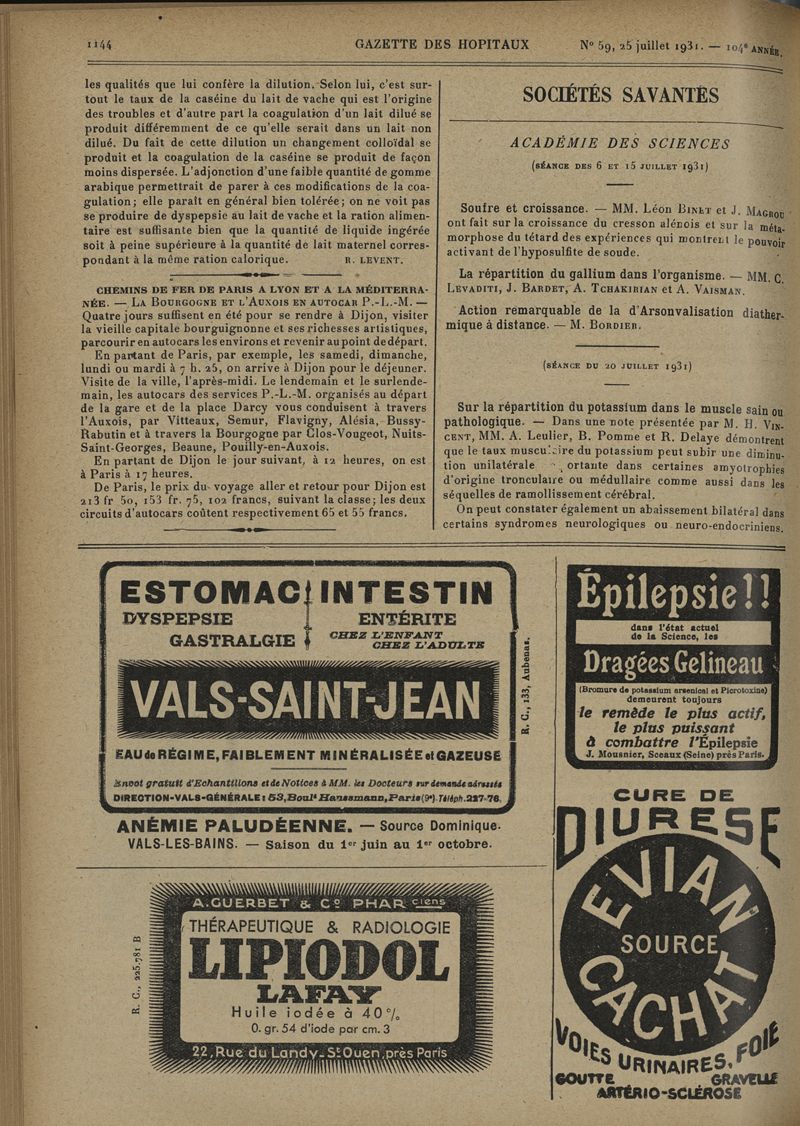 1144
GAZETTE DES HOPITAUX
N° 59, 25 juillet 1931. — 104e ANNÉE.
les qualités que lui confère la dilution. Selon lui, c'est sur-
tout le taux de la caséine du lait de vache qui est l'origine
des troubles et d'autre part la coagulation d'un lait dilué se
produit différemment de ce qu'elle serait dans un lait non
dilué. Du fait de cette dilution un changement colloïdal se
produit et la coagulation de la caséine se produit de façon
moins dispersée. L'adjonction d'une faible quantité de gomme
arabique permettrait de parer à ces modifications de la coa-
gulation; elle paraît en général bien tolérée; on ne voit pas
se produire de dyspepsie au lait de vache et la ration alimen-
taire est suffisante bien que la quantité de liquide ingérée
soit à peine supérieure à la quantité de lait maternel corres-
pondant à la même ration calorique. R. LEVENT.
CHEMINS DE FER DE PARIS A LYON ET A LA MÉDITERRA-
NÉE. — LA BOURGOGNE ET L'AUXOIS EN AUTOCAR P.-L.-M. —
Quatre jours suffisent en été pour se rendre à Dijon, visiter
la vieille capitale bourguignonne et ses richesses artistiques,
parcourir en autocars les environs et revenir au point de départ.
En partant de Paris, par exemple, les samedi, dimanche,
lundi ou mardi à 7 h. 25, on arrive à Dijon pour le déjeuner.
Visite de la ville, l'après-midi. Le lendemain et le surlende-
main, les autocars des services P.-L.-M. organisés au départ
de la gare et de la place Darcy vous conduisent à travers
l'Auxois, par Vitteaux, Semur, Flavigny, Alésia, Bussy-
Rabutin et à travers la Bourgogne par Clos-Vougeot, Nuits-
Saint-Georges, Beaune, Pouilly-en-Auxois.
En partant de Dijon le jour suivant, à 12 heures, on est
à Paris à 17 heures.
De Paris, le prix du voyage aller et retour pour Dijon est
213 fr 50, 153 fr. 75, 102 francs, suivant la classe; les deux
circuits d'autocars coûtent respectivement 65 et 55 francs.
SOCIÉTÉS SAVANTES
ACADÉMIE DES SCIENCES
(SÉANCE DES 6 ET 15 JUILLET 1931)
Soufre et croissance. — MM. Léon BINET et J. MAGROU
ont fait sur la croissance du cresson alénois et sur la méta-
morphose du têtard des expériences qui montrent le pouvoir
activant de l'hyposulfite de soude.
La répartition du gallium dans l'organisme. — MM. C.
LEVADITI, J. BARDET, A. TCHAKIRIAN et A. VAISMAN.
Action remarquable de la d'Arsonvalisation diather-
mique à distance. — M. BORDIER.
(SÉANCE DU 20 JUILLET 1931)
Sur la répartition du potassium dans le muscle sain ou
pathologique. — Dans une note présentée par M. H. VIN-
CENT, MM. A. Leulier, B. Pomme et R. Delaye démontrent
que le taux musculaire du potassium peut subir une diminu-
tion unilatérale ortante dans certaines amyotrophies
d'origine tronculaire ou médullaire comme aussi dans les
séquelles de ramollissement cérébral.
On peut constater également un abaissement bilatéral dans
certains syndromes neurologiques ou neuro-endocriniens.
ESTOMAC INTESTIN
DYSPEPSIE ENTÉRITE
GASTRALGIE CHEZ L'ENFANT
CHEZ L'ADULTE
VALS-SAINT-JEAN
EAU de RÉGIME, FAIBLEMENT MINÉRALISÉE et GAZEUSE
Envoi gratuit d'Echantillons et de Notices à MM. les Docteurs sur demande adressée
DIRECTION-VALS-GÉNÉRALE: 53, Boul. Haussmann, Paris (9e). Téléph. 227-76.
R. C., 133, Aubenas.
ANÉMIE PALUDÉENNE. — Source Dominique.
VALS-LES-BAINS. — Saison du 1er juin au 1er octobre.
A. GUERBET & Co PHAR ciens
THÉRAPEUTIQUE & RADIOLOGIE
LIPIODOL
LAFAY
Huile iodée à 40%
0. gr. 54 d'iode par cm. 3
22, Rue du Landy - St Ouen, près Paris
R. C., 225.781 B
Épilepsie!!
dans l'état actuel
de la Science, les
Dragées Gelineau
(Bromure de potassium arsenical et Picrotoxine)
demeurent toujours
le remède le plus actif,
le plus puissant
à combattre l'Épilepsie
J. Mousnier, Sceaux (Seine) près Paris.
CURE DE
DIURESE
EVIAN
SOURCE
CACHAT
VOIES URINAIRES, FOIE
GOUTTE GRAVELLE
ARTÉRIO-SCLÉROSE